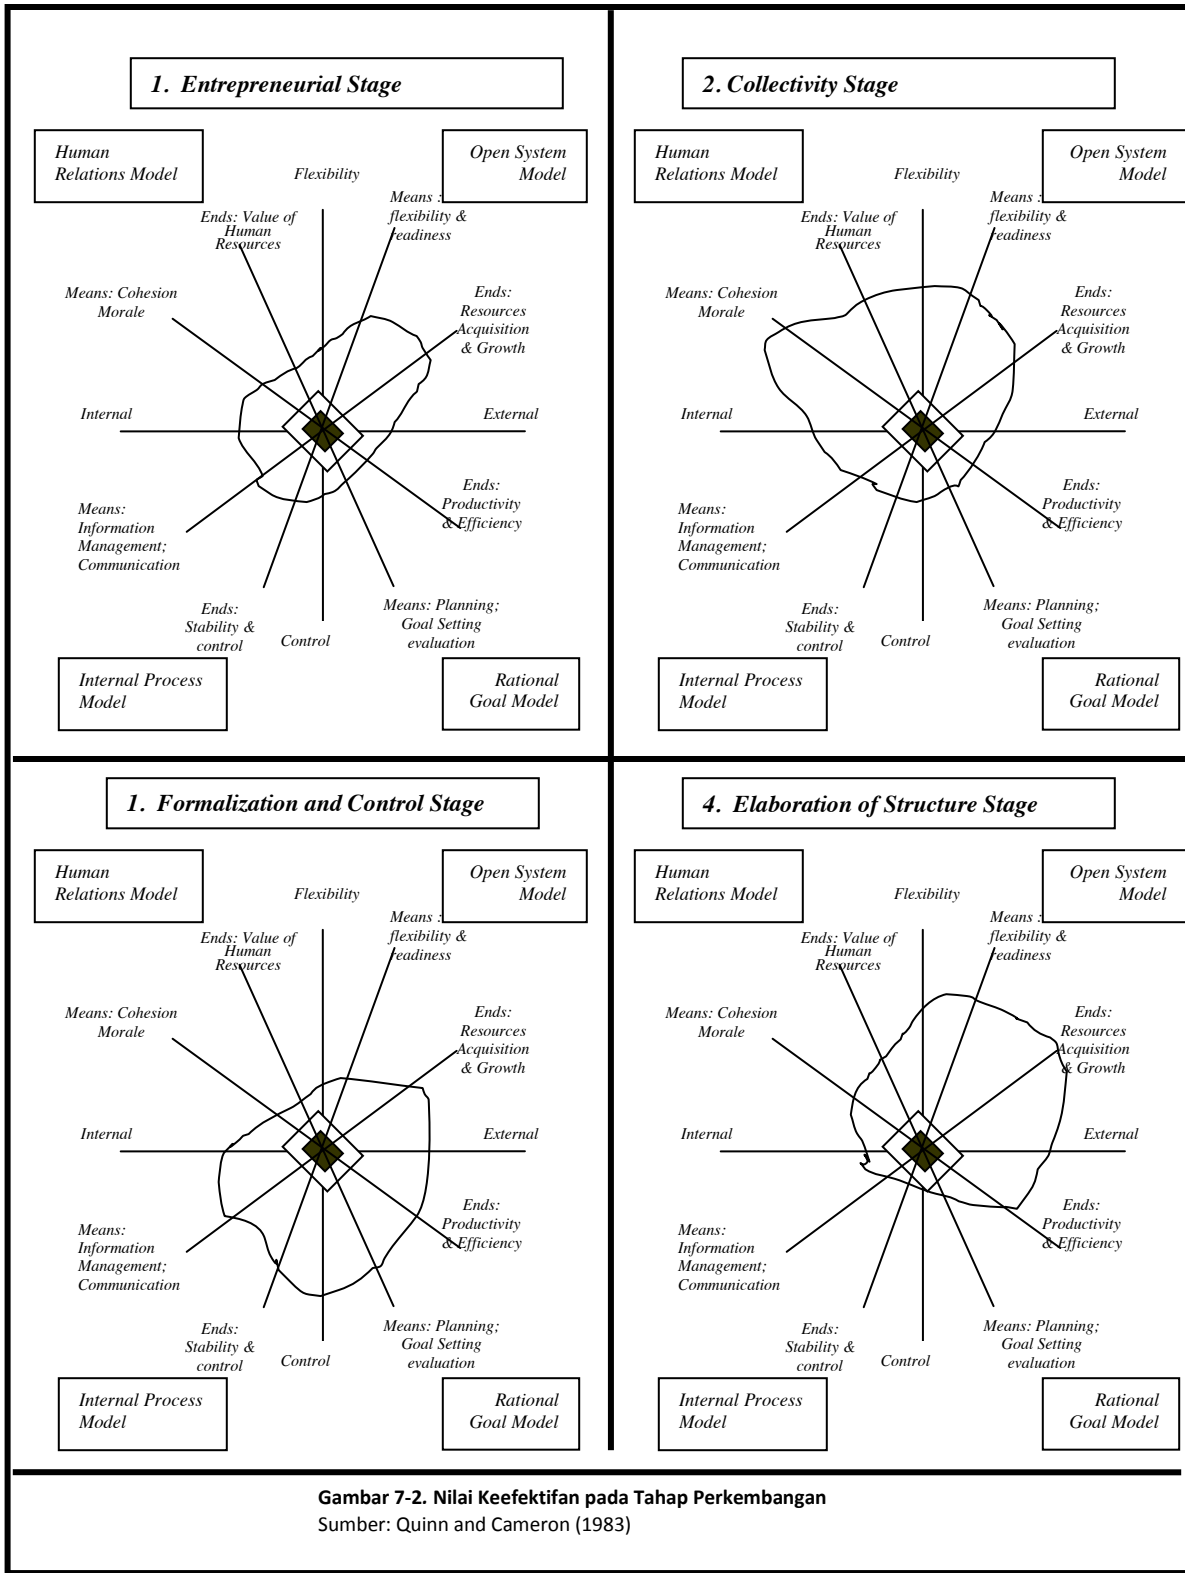 1. Entrepreneurial Stage
Human
Relations Model
Open System
Model
Flexibility
Means :
flexibility &
readiness
Ends: Value of
Human
Resources
Means: Cohesion
Morale
Ends:
Resources
Acquisition
& Growth
Internal
External
Means:
Information
Management;
Communication
Ends:
Productivity
& Efficiency
Ends:
Stability &
control
Control
Means: Planning;
Goal Setting
evaluation
Internal Process
Model
Rational
Goal Model
2. Collectivity Stage
Human
Relations Model
Open System
Model
Flexibility
Means :
flexibility &
readiness
Ends: Value of
Human
Resources
Means: Cohesion
Morale
Ends:
Resources
Acquisition
& Growth
Internal
External
Means:
Information
Management;
Communication
Ends:
Productivity
& Efficiency
Ends:
Stability &
control
Control
Means: Planning;
Goal Setting
evaluation
Internal Process
Model
Rational
Goal Model
1. Formalization and Control Stage
Human
Relations Model
Open System
Model
Flexibility
Means :
flexibility &
readiness
Ends: Value of
Human
Resources
Means: Cohesion
Morale
Ends:
Resources
Acquisition
& Growth
Internal
External
Means:
Information
Management;
Communication
Ends:
Productivity
& Efficiency
Ends:
Stability &
control
Control
Means: Planning;
Goal Setting
evaluation
Internal Process
Model
Rational
Goal Model
4. Elaboration of Structure Stage
Human
Relations Model
Open System
Model
Flexibility
Means :
flexibility &
readiness
Ends: Value of
Human
Resources
Means: Cohesion
Morale
Ends:
Resources
Acquisition
& Growth
Internal
External
Means:
Information
Management;
Communication
Ends:
Productivity
& Efficiency
Ends:
Stability &
control
Control
Means: Planning;
Goal Setting
evaluation
Internal Process
Model
Rational
Goal Model
Gambar 7-2. Nilai Keefektifan pada Tahap Perkembangan
Sumber: Quinn and Cameron (1983)